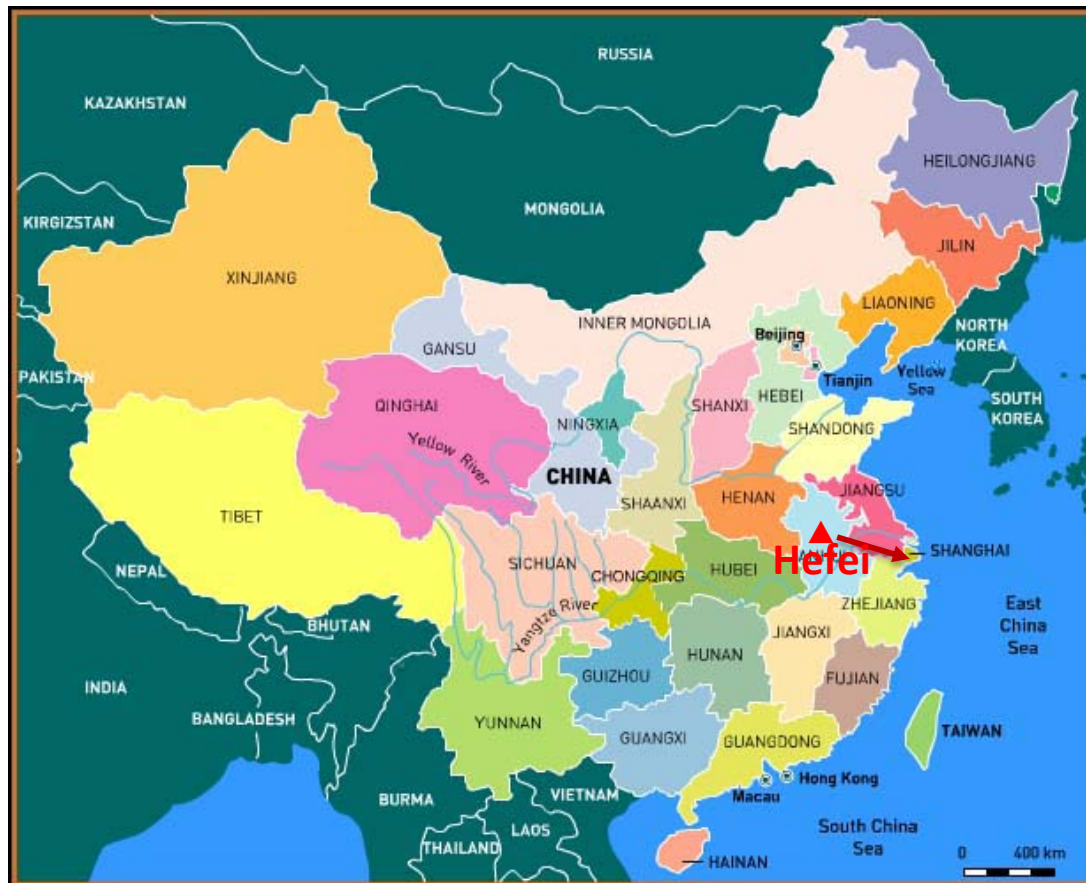 RUSSIA
KAZAKHSTAN
HEILONGJIANG
MONGOLIA
KIRGIZSTAN
JILIN
XINJIANG
LIAONING
INNER MONGOLIA
NORTH
KOREA
Beijing
GANSU
Yellow
Sea
PAKISTAN
Tianjin
SOUTH
KOREA
QINGHAI
HEBEI
SHANXI
NINGXIA
SHANDONG
Yellow River
CHINA
JIANGSU
HENAN
SHAANXI
TIBET
SHANGHAI
Hefei
SICHUAN
HUBEI
NEPAL
CHONGQING
ZHEJIANG
East
China
Sea
BHUTAN
Yangtze River
JIANGXI
HUNAN
INDIA
GUIZHOU
FUJIAN
BANGLADESH
YUNNAN
TAIWAN
GUANGXI
GUANGDONG
Hong Kong
Macau
BURMA
VIETNAM
LAOS
South China
Sea
THAILAND
HAINAN
0 400 km